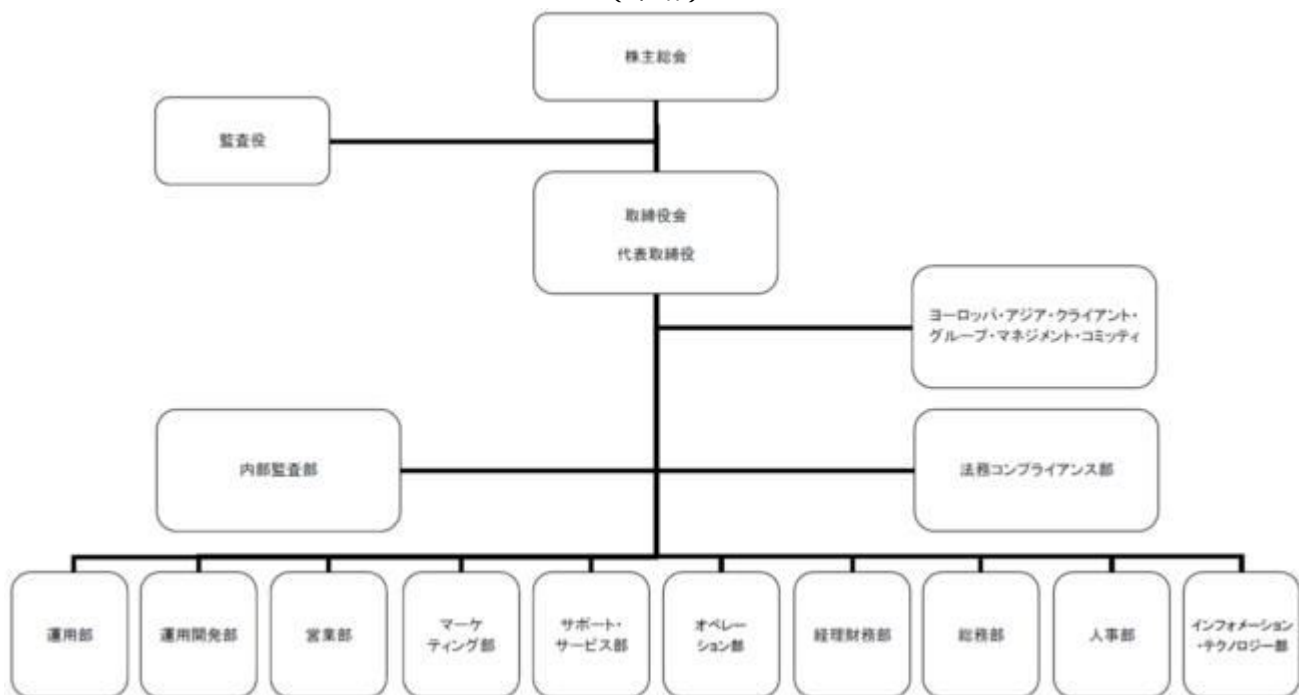 株主総会
監査役
取締役会
代表取締役
ヨーロッパ・アジア・クライアント・
グループ・マネジメント・コミッティ
内部監査部
法務コンプライアンス部
運用部
運用開発部
営業部
マーケ
ティング部
サポート・
サービス部
オペレー
ション部
経理財務部
総務部
人事部
インフォメーション
・テクノロジー部